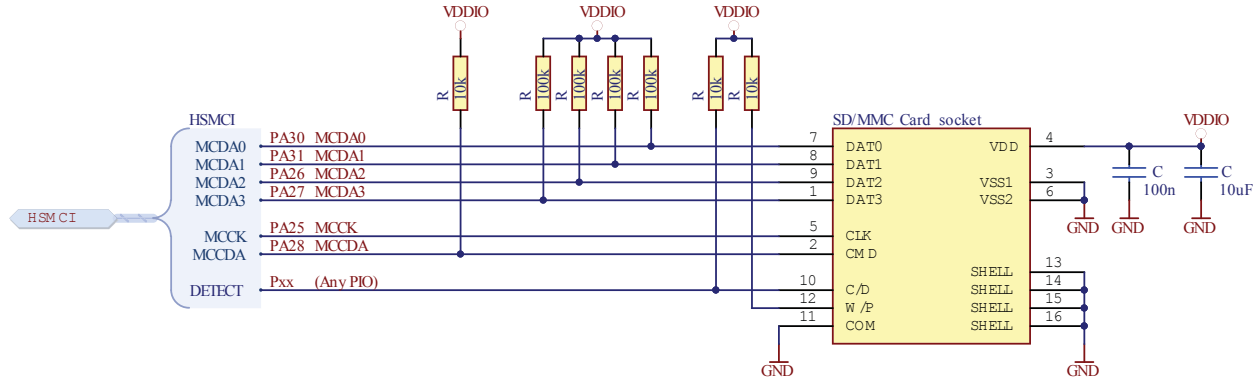 VDDIO VDDIO VDDIO
R 10k R 100k R 100k R 100k R 100k R 10k R 10k
HSMCI SD/MMC Card socket VDDIO
MCDA0 PA30 MCDA0 7 DAT0 VDD 4
MCDA1 PA31 MCDA1 8 DAT1 C 100n C 10uF
MCDA2 PA26 MCDA2 9 DAT2 VSS1 3
MCDA3 PA27 MCDA3 1 DAT3 VSS2 6
HSMCI GND GND GND
MCCK PA25 MCCK 5 CLK
MCCDA PA28 MCCDA 2 CMD
SHELL 13
DETECT Pxx (Any PIO) 10 C/D SHELL 14
12 W/P SHELL 15
11 COM SHELL 16
GND GND